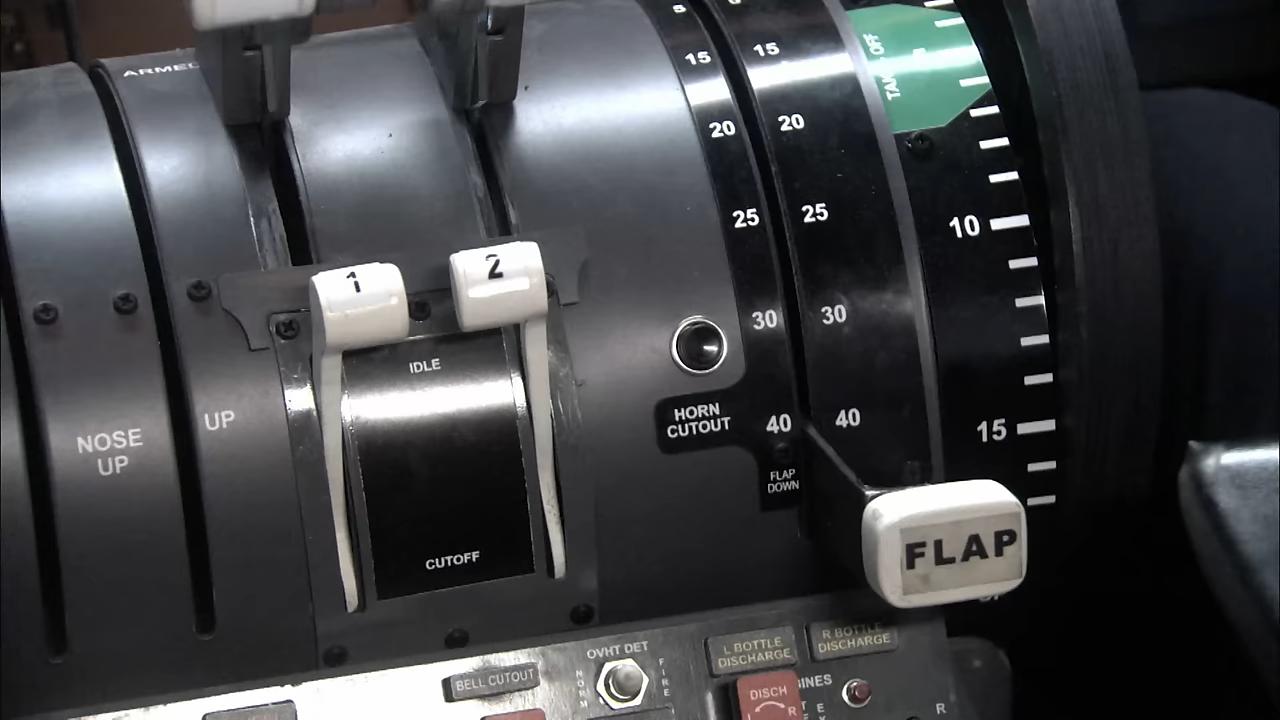 ARMED
5
15
20
25
30
40
FLAP
DOWN
15
20
25
30
40
TAKE-OFF
10
15
1
2
IDLE
CUTOFF
NOSE
UP
UP
HORN
CUTOUT
FLAP
OVHT DET
NORM
FIRE
BELL CUTOUT
L BOTTLE
DISCHARGE
R BOTTLE
DISCHARGE
DISCH
L
R
R